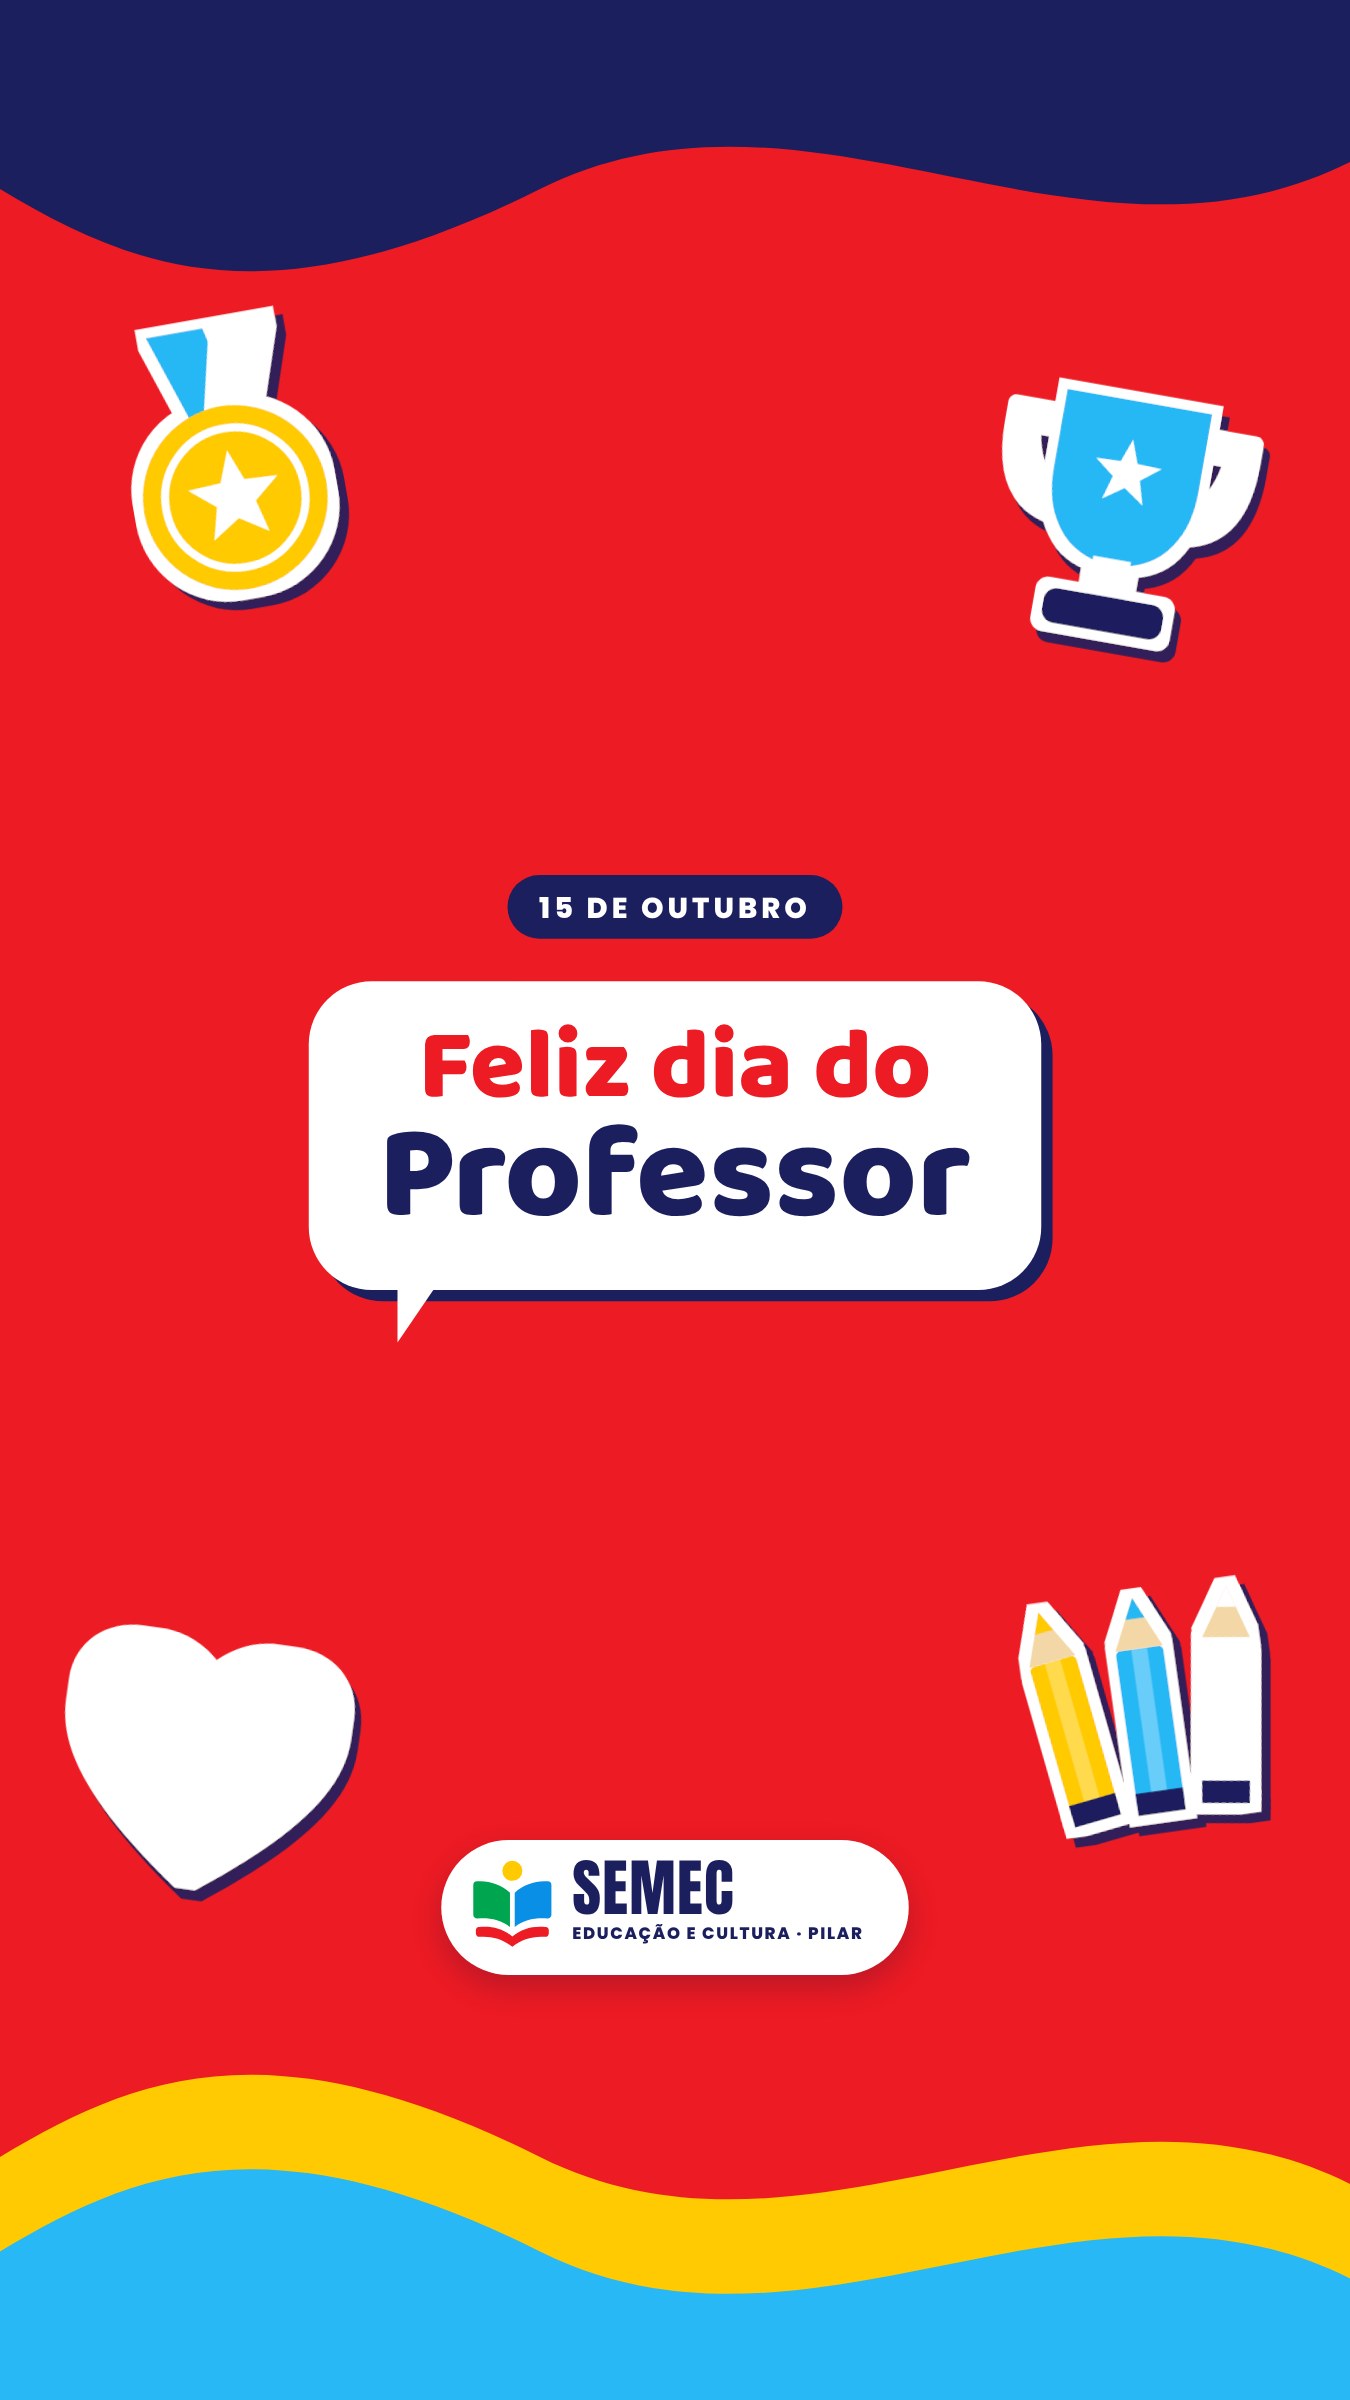 15 DE OUTUBRO
Feliz dia do
Professor
SEMEC
EDUCAÇÃO E CULTURA · PILAR